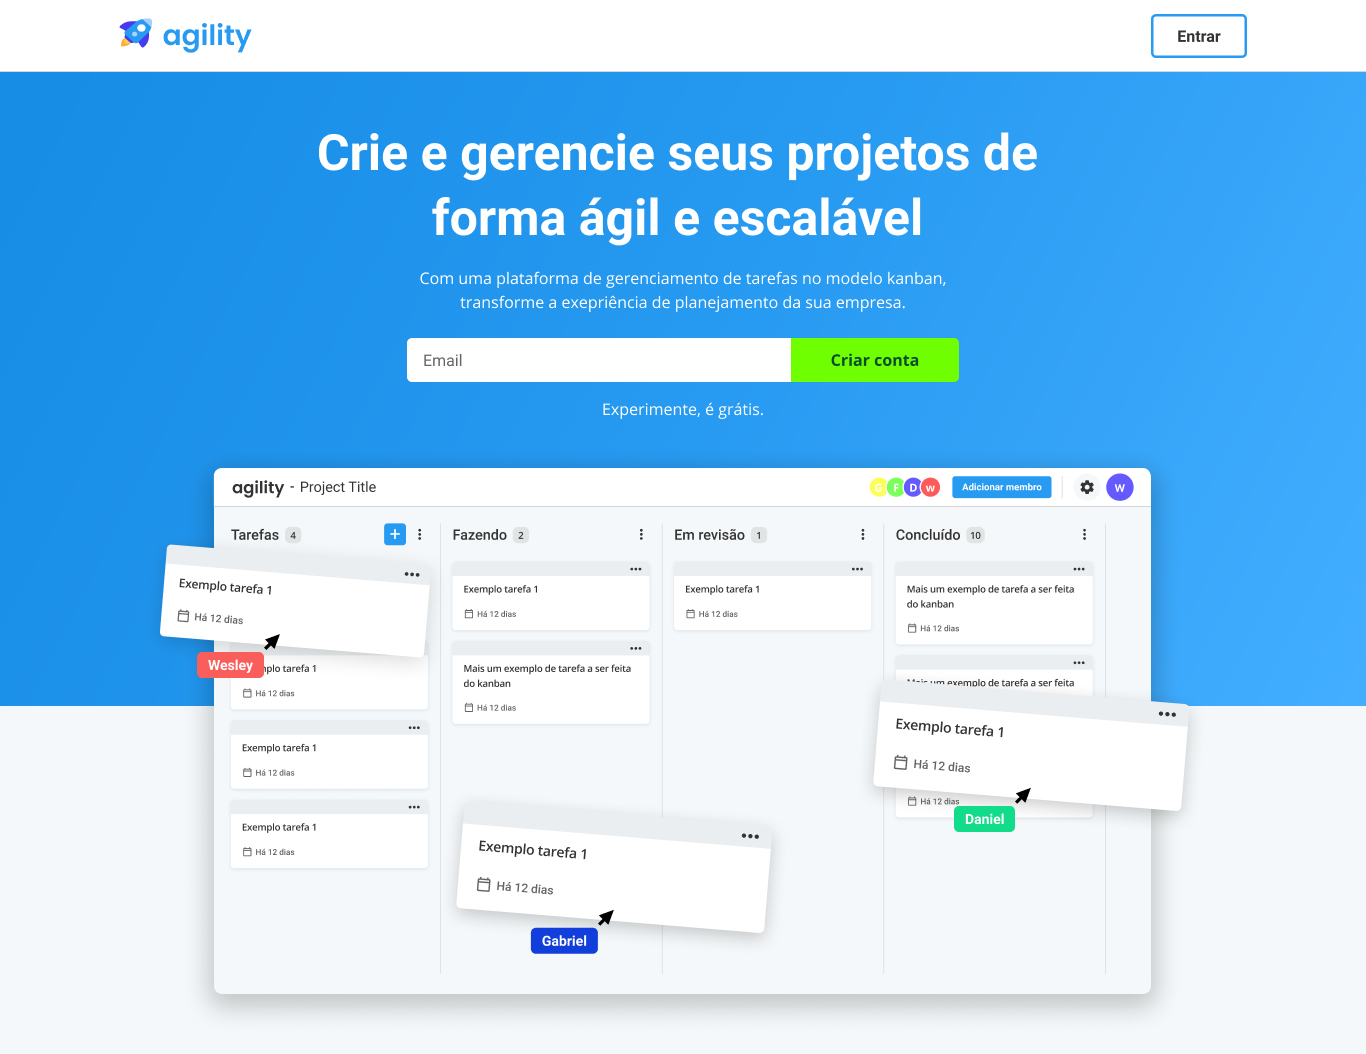 agility
Entrar
Crie e gerencie seus projetos de
forma ágil e escalável
Com uma plataforma de gerenciamento de tarefas no modelo kanban,
transforme a exepriência de planejamento da sua empresa.
Email
Criar conta
Experimente, é grátis.
agility - Project Title
G F D w
Adicionar membro
W
Tarefas 4
Fazendo 2
Em revisão 1
Concluído 10
Exemplo tarefa 1
Há 12 dias
Wesley
plo tarefa 1
Há 12 dias
Exemplo tarefa 1
Há 12 dias
Exemplo tarefa 1
Há 12 dias
Exemplo tarefa 1
Há 12 dias
Mais um exemplo de tarefa a ser feita
do kanban
Há 12 dias
Exemplo tarefa 1
Há 12 dias
Gabriel
Exemplo tarefa 1
Há 12 dias
Mais um exemplo de tarefa a ser feita
do kanban
Há 12 dias
Mais um exemplo de tarefa a ser feita
Exemplo tarefa 1
Há 12 dias
Há 12 dias
Daniel